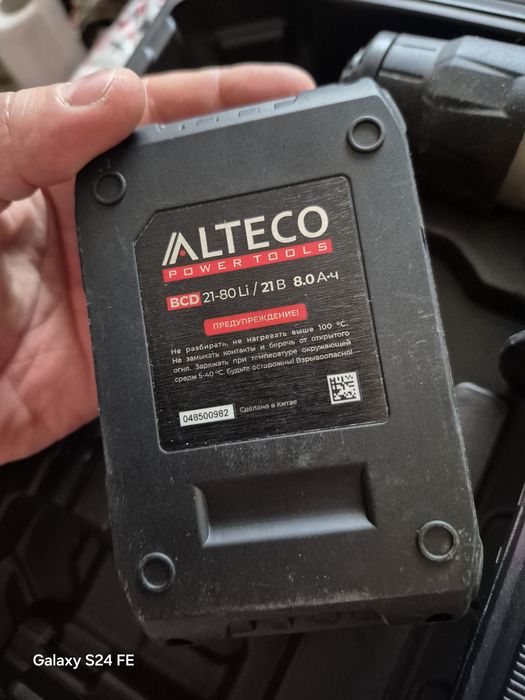 ALTECO
POWER TOOLS
BCD 21-80 Li / 21 В 8.0 А·ч
ПРЕДУПРЕЖДЕНИЕ!
Не разбирать, не нагревать выше 100 °C.
Не замыкать контакты и беречь от открытого
огня. Заряжать при температуре окружающей
среды 5-40 °C. Будьте осторожны! Взрывоопасно!
048500982 Сделано в Китае
Galaxy S24 FE